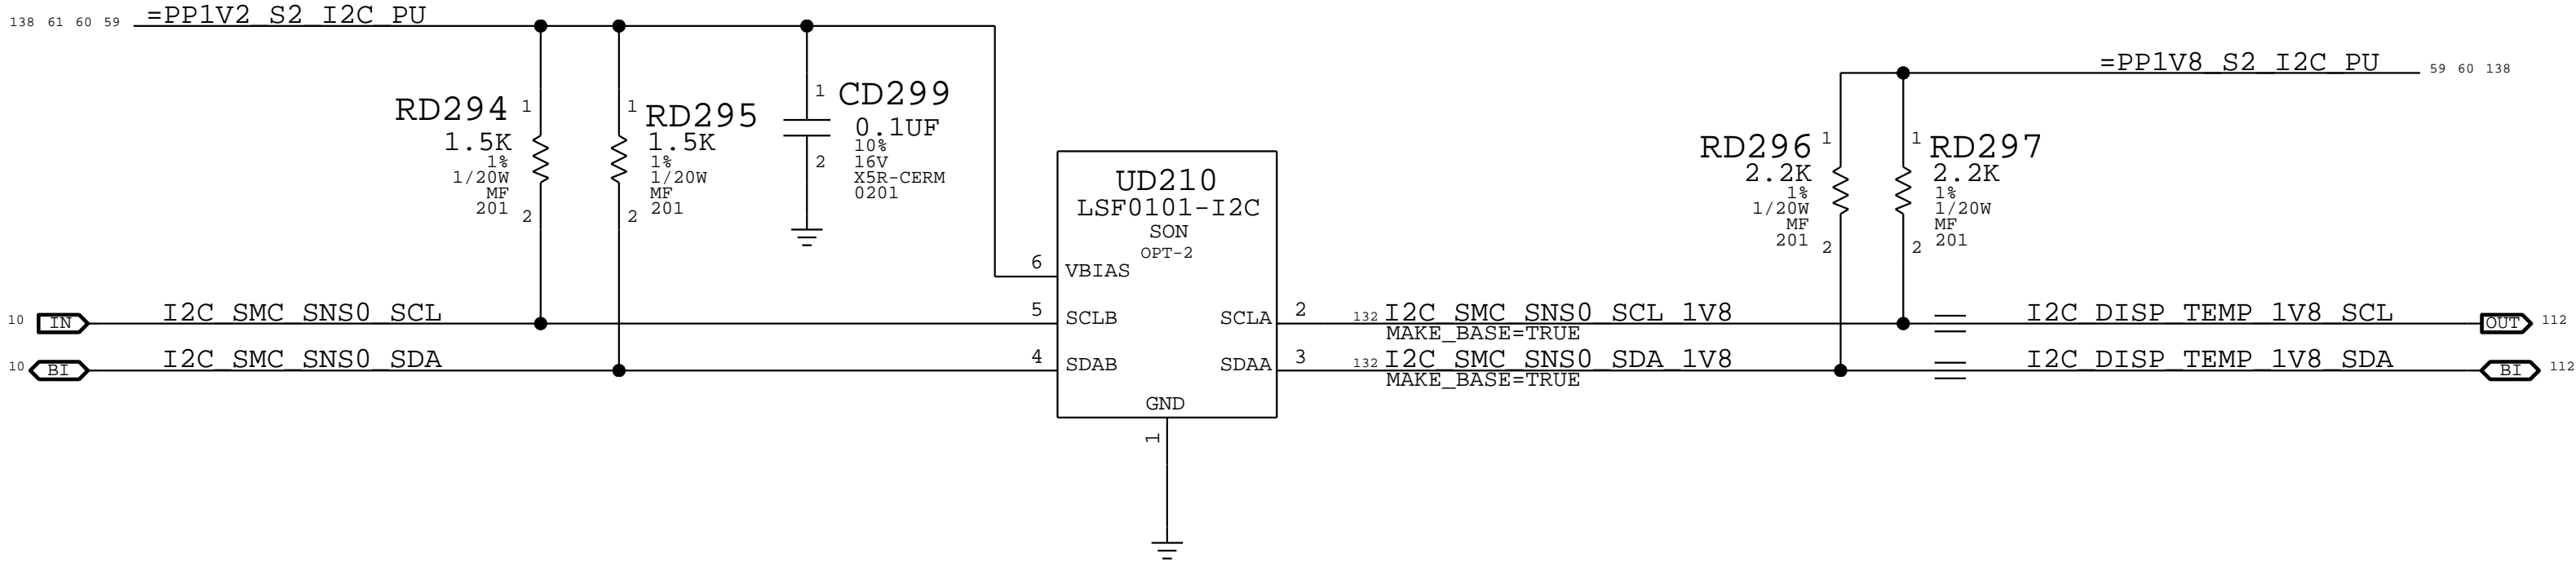 138 61 60 59 =PP1V2_S2_I2C_PU
=PP1V8_S2_I2C_PU 59 60 138
RD294 1
1.5K
1%
1/20W
MF
201 2
1 RD295
1.5K
1%
1/20W
MF
2 201
1 CD299
0.1UF
10%
2 16V
X5R-CERM
0201
UD210
LSF0101-I2C
SON
OPT-2
6 VBIAS
5 SCLB
4 SDAB
SCLA 2
SDAA 3
GND
1
RD296 1
2.2K
1%
1/20W
MF
201 2
1 RD297
2.2K
1%
1/20W
MF
2 201
10 IN I2C_SMC_SNS0_SCL
10 BI I2C_SMC_SNS0_SDA
132 I2C_SMC_SNS0_SCL_1V8
MAKE_BASE=TRUE
132 I2C_SMC_SNS0_SDA_1V8
MAKE_BASE=TRUE
I2C_DISP_TEMP_1V8_SCL OUT 112
I2C_DISP_TEMP_1V8_SDA BI 112